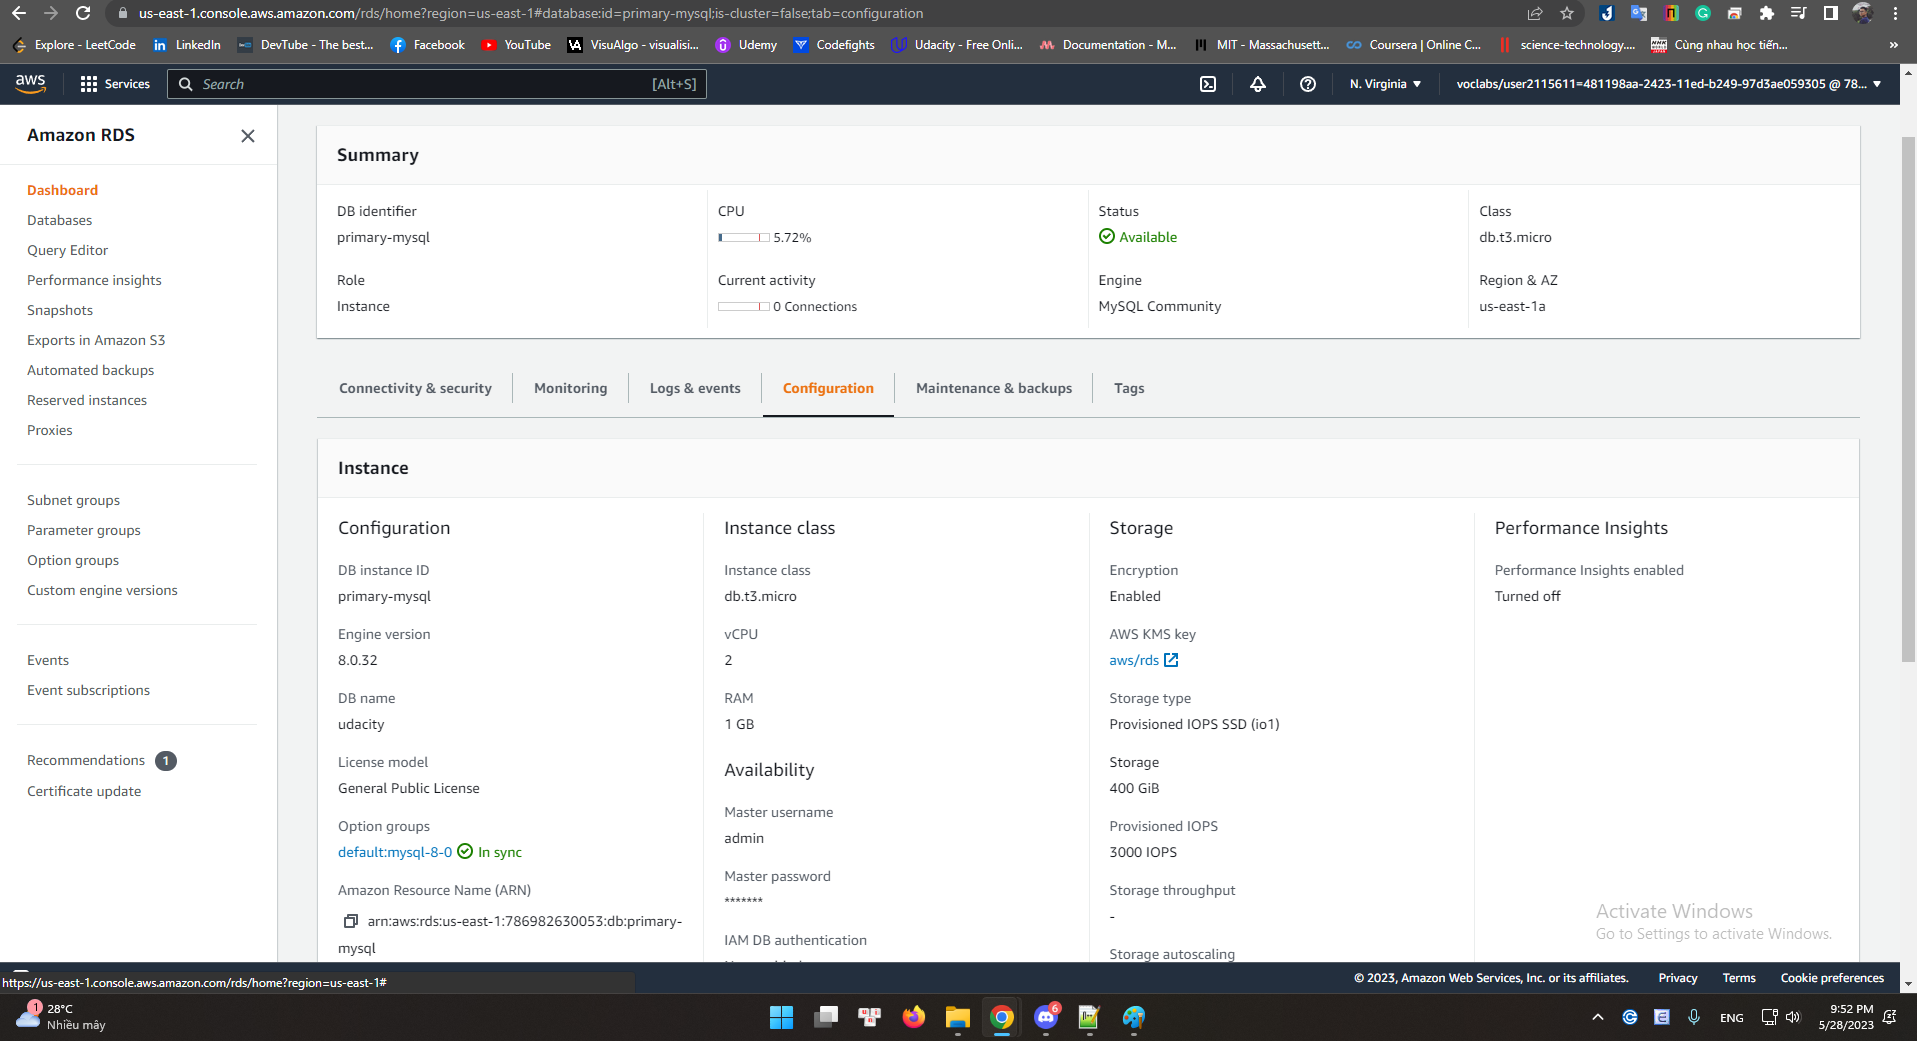 us-east-1.console.aws.amazon.com/rds/home?region=us-east-1#database:id=primary-mysql;is-cluster=false;tab=configuration
Explore - LeetCode LinkedIn DevTube - The best... Facebook YouTube VisuAlgo - visualisi... Udemy Codefights Udacity - Free Onli... Documentation - M... MIT - Massachusett... Coursera | Online C... science-technology.... Cùng nhau học tiến... »
aws Services Search [Alt+S] N. Virginia voclabs/user2115611=481198aa-2423-11ed-b249-97d3ae059305 @ 78...
Amazon RDS
Dashboard
Databases
Query Editor
Performance insights
Snapshots
Exports in Amazon S3
Automated backups
Reserved instances
Proxies
Subnet groups
Parameter groups
Option groups
Custom engine versions
Events
Event subscriptions
Recommendations 1
Certificate update
Summary
DB identifier
primary-mysql
Role
Instance
CPU
5.72%
Current activity
0 Connections
Status
Available
Engine
MySQL Community
Class
db.t3.micro
Region & AZ
us-east-1a
Connectivity & security Monitoring Logs & events Configuration Maintenance & backups Tags
Instance
Configuration
DB instance ID
primary-mysql
Engine version
8.0.32
DB name
udacity
License model
General Public License
Option groups
default:mysql-8-0 In sync
Amazon Resource Name (ARN)
arn:aws:rds:us-east-1:786982630053:db:primary-
mysql
Instance class
Instance class
db.t3.micro
vCPU
2
RAM
1 GB
Availability
Master username
admin
Master password
*******
IAM DB authentication
Storage
Encryption
Enabled
AWS KMS key
aws/rds
Storage type
Provisioned IOPS SSD (io1)
Storage
400 GiB
Provisioned IOPS
3000 IOPS
Storage throughput
-
Storage autoscaling
Performance Insights
Performance Insights enabled
Turned off
Activate Windows
Go to Settings to activate Windows.
https://us-east-1.console.aws.amazon.com/rds/home?region=us-east-1#
© 2023, Amazon Web Services, Inc. or its affiliates. Privacy Terms Cookie preferences
1
28°C
Nhiều mây
6
ENG
9:52 PM
5/28/2023